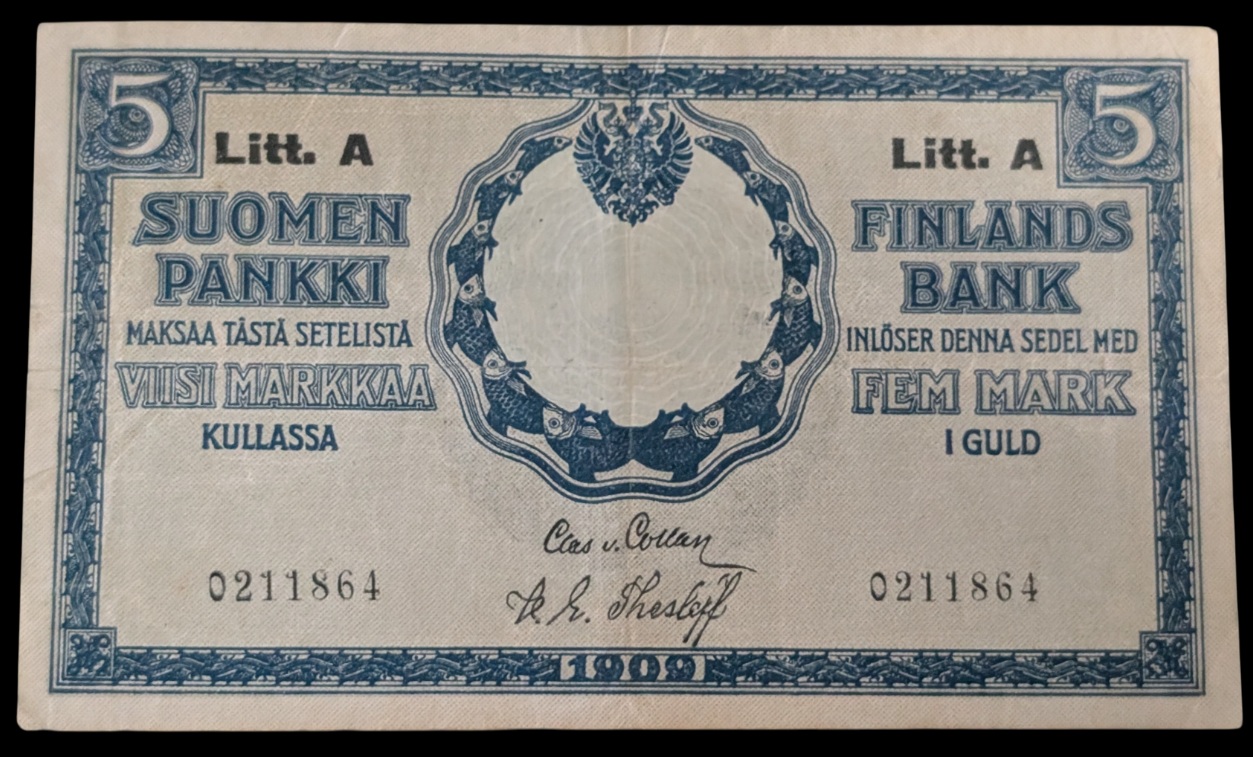 5 5
Litt. A Litt. A
SUOMEN FINLANDS
PANKKI BANK
MAKSAA TÄSTÄ SETELISTÄ INLÖSER DENNA SEDEL MED
VIISI MARKKAA FEM MARK
KULLASSA I GULD
Clas v. Collan
0211864 0211864
K. E. Thesleff
1909